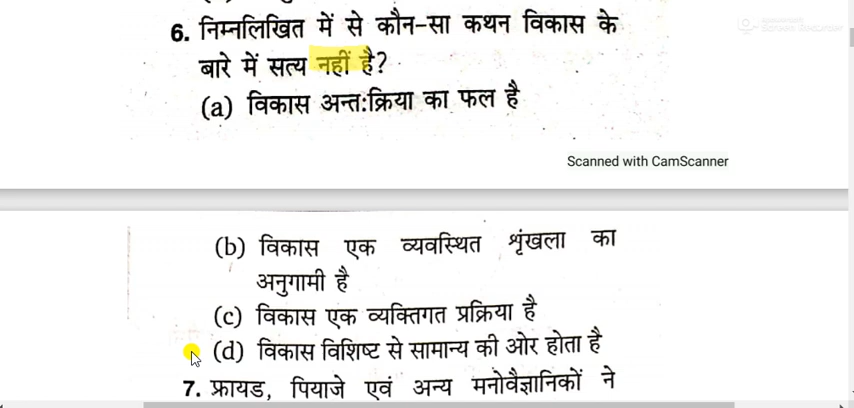 6. निम्नलिखित में से कौन-सा कथन विकास के
बारे में सत्य नहीं है?
(a) विकास अन्त:क्रिया का फल है
Scanned with CamScanner
(b) विकास एक व्यवस्थित शृंखला का
अनुगामी है
(c) विकास एक व्यक्तिगत प्रक्रिया है
(d) विकास विशिष्ट से सामान्य की ओर होता है
7. फ्रायड, पियाजे एवं अन्य मनोवैज्ञानिकों ने